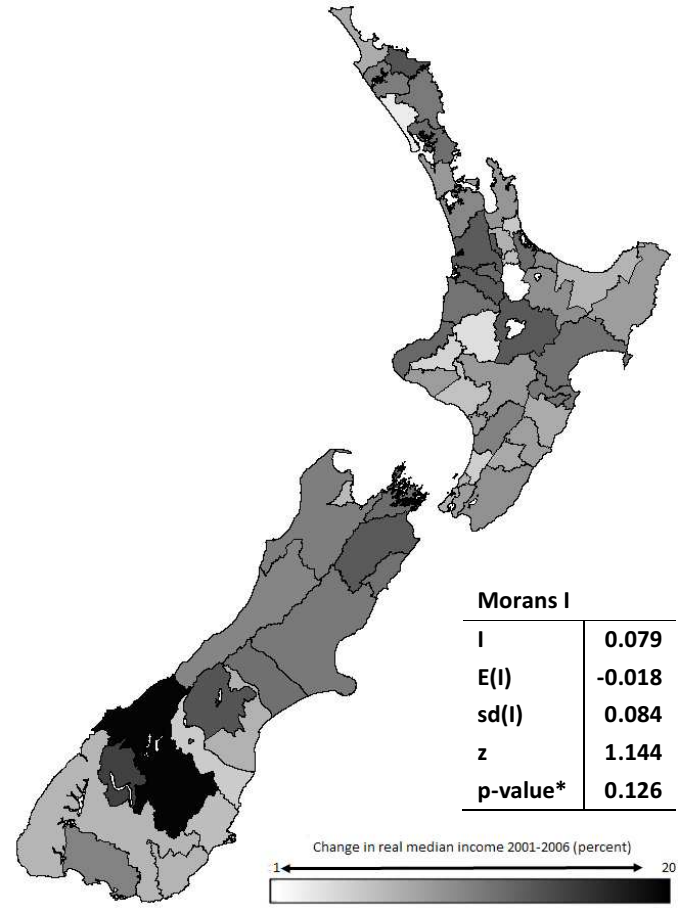 Morans I
I 0.079
E(I) -0.018
sd(I) 0.084
z 1.144
p-value* 0.126
Change in real median income 2001-2006 (percent)
1 20